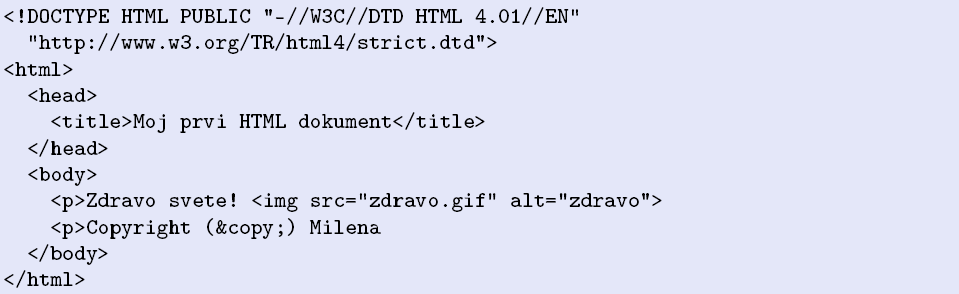 <!DOCTYPE HTML PUBLIC "-//W3C//DTD HTML 4.01//EN"
  "http://www.w3.org/TR/html4/strict.dtd">
<html>
  <head>
    <title>Moj prvi HTML dokument</title>
  </head>
  <body>
    <p>Zdravo svete! <img src="zdravo.gif" alt="zdravo">
    <p>Copyright (&copy;) Milena
  </body>
</html>